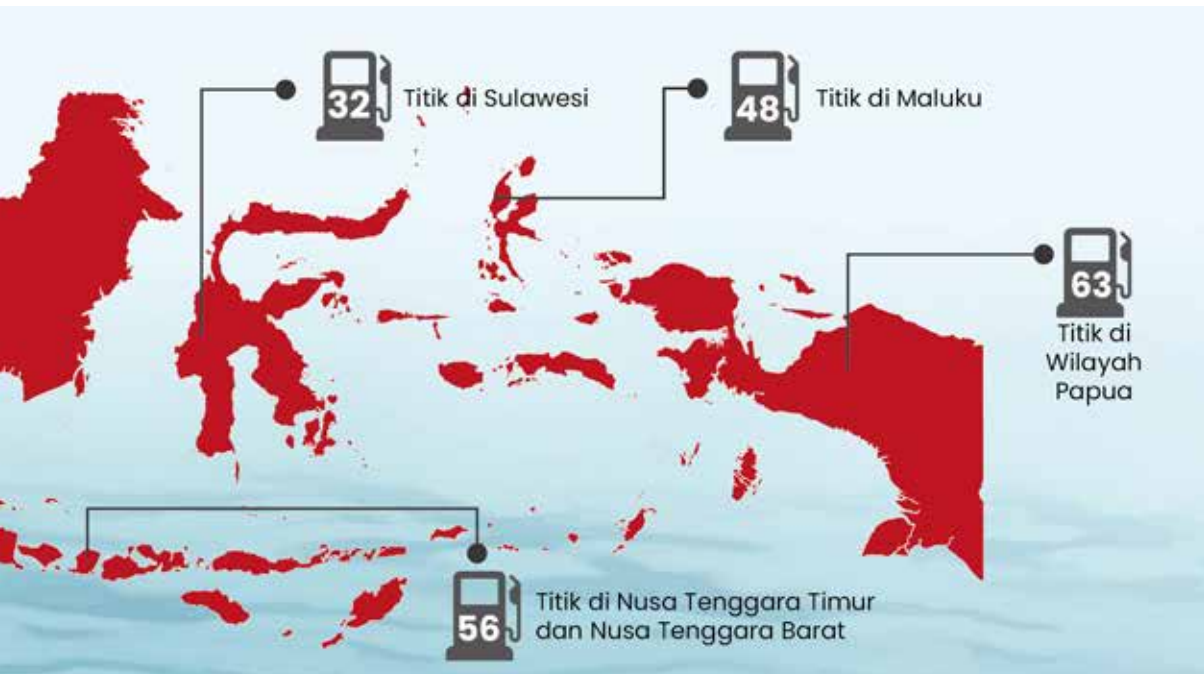 32 Titik di Sulawesi
48 Titik di Maluku
63
Titik di
Wilayah
Papua
56
Titik di Nusa Tenggara Timur
dan Nusa Tenggara Barat